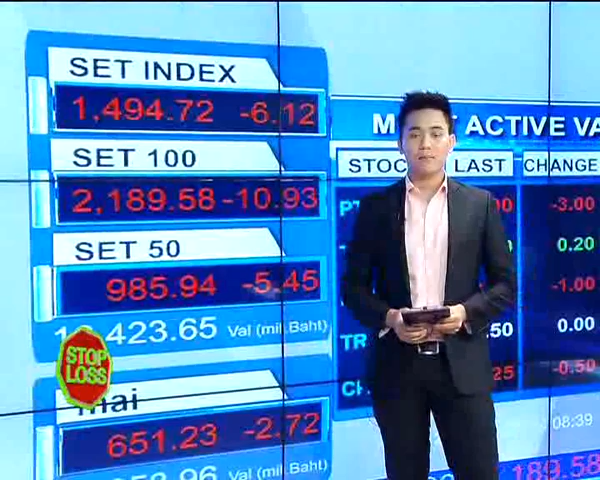 SET INDEX
1,494.72 -6.12
SET 100
2,189.58 -10.93
SET 50
985.94 -5.45
423.65 Val (mil.Baht)
STOP
LOSS
mai
651.23 -2.72
Val (mil.Baht)
ACTIVE VA
LAST CHANGE
-3.00
0.20
-1.00
.50 0.00
25 -0.50
08:39
189.58